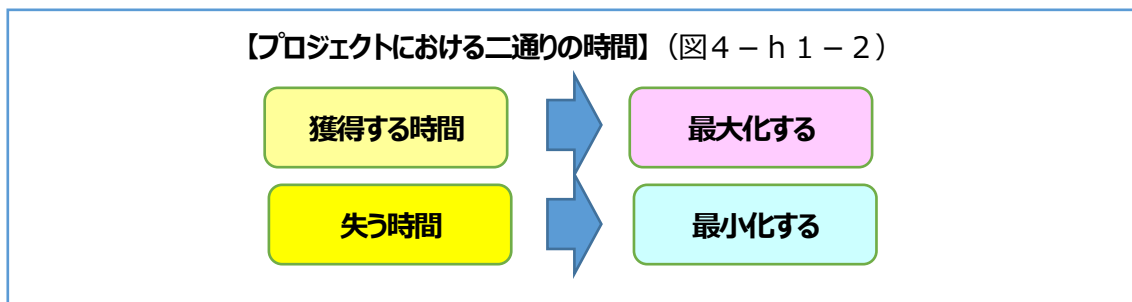 【プロジェクトにおける二通りの時間】（図４－ｈ１－２）
獲得する時間 最大化する
失う時間 最小化する